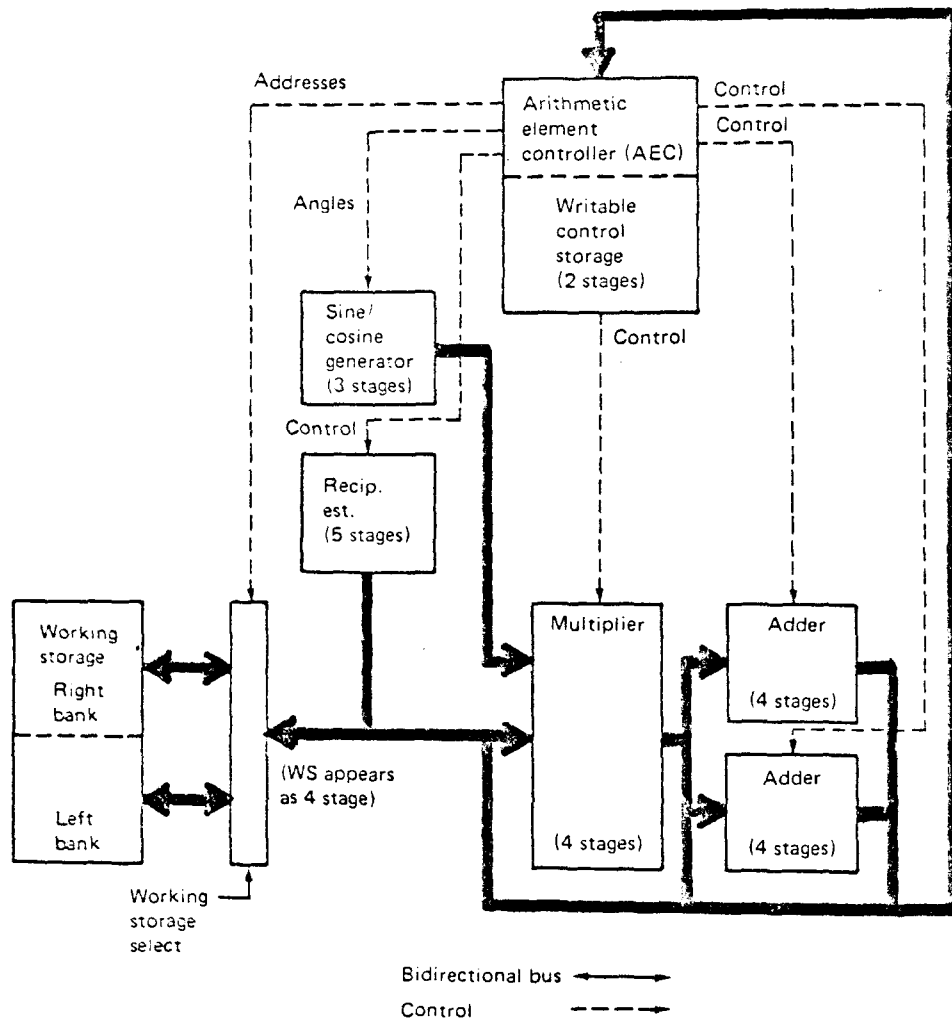 Addresses
Arithmetic
element
controller (AEC)
Control
Control
Writable
control
storage
(2 stages)
Angles
Sine/
cosine
generator
(3 stages)
Control
Control
Recip.
est.
(5 stages)
Working
storage
Right
bank
Left
bank
(WS appears
as 4 stage)
Multiplier
(4 stages)
Adder
(4 stages)
Adder
(4 stages)
Working
storage
select
Bidirectional bus
Control